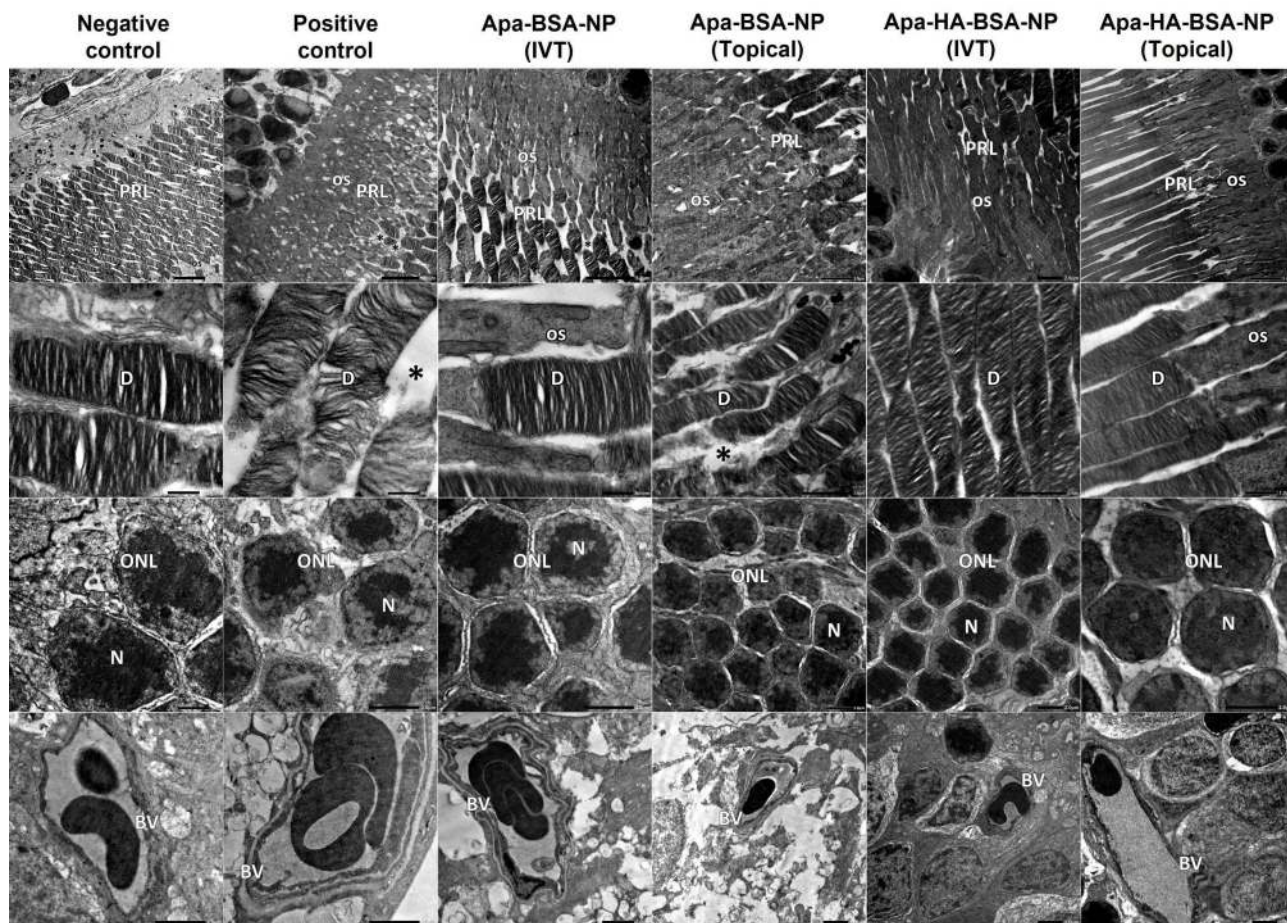 Negative control
Positive control
Apa-BSA-NP (IVT)
Apa-BSA-NP (Topical)
Apa-HA-BSA-NP (IVT)
Apa-HA-BSA-NP (Topical)
PRL
OS PRL
* *
OS
PRL
PRL
OS
PRL
OS
PRL OS
D
D *
OS
D
D
*
D
OS
D
ONL
N
ONL
N
ONL N
ONL
N
ONL
N
ONL
N
BV
BV
BV
BV
BV
BV